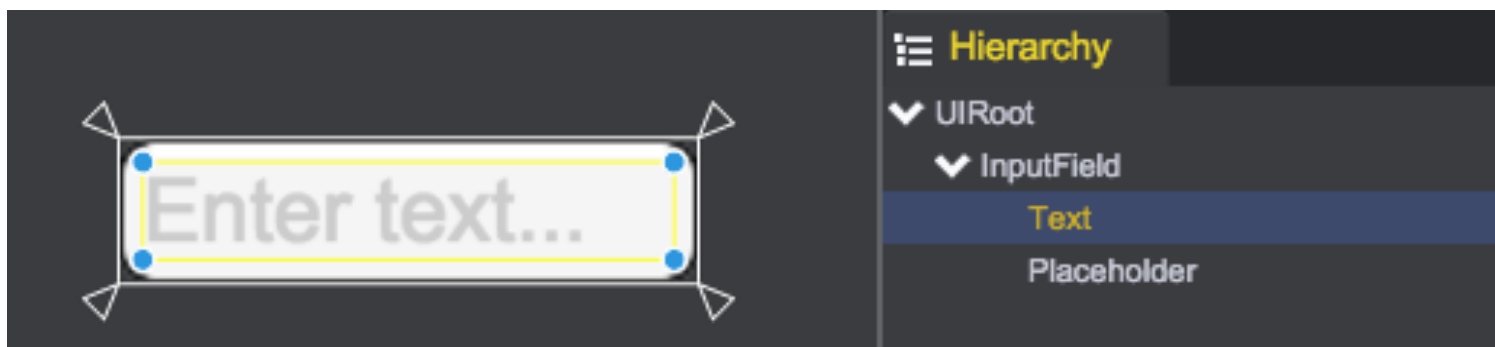 Enter text...
Hierarchy
UIRoot
InputField
Text
Placeholder